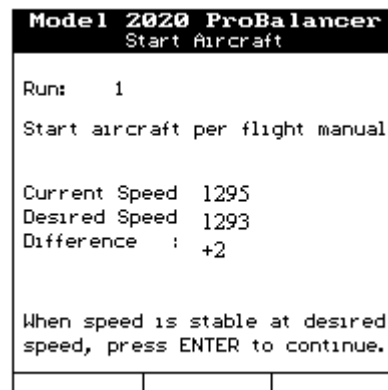 Model 2020 ProBalancer
Start Aircraft
Run: 1
Start aircraft per flight manual
Current Speed 1295
Desired Speed 1293
Difference : +2
When speed is stable at desired
speed, press ENTER to continue.